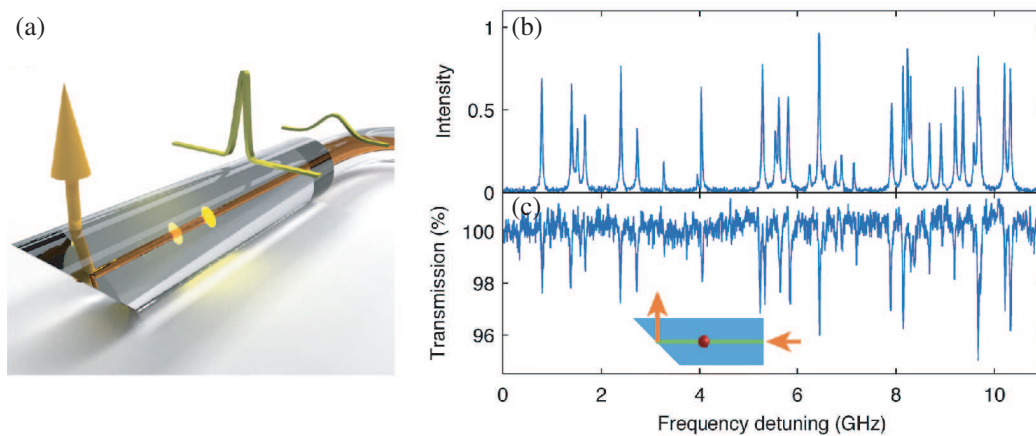 (a)
(b)
1
0.5
0
Intensity
(c)
100
98
96
Transmission (%)
0 2 4 6 8 10
Frequency detuning (GHz)